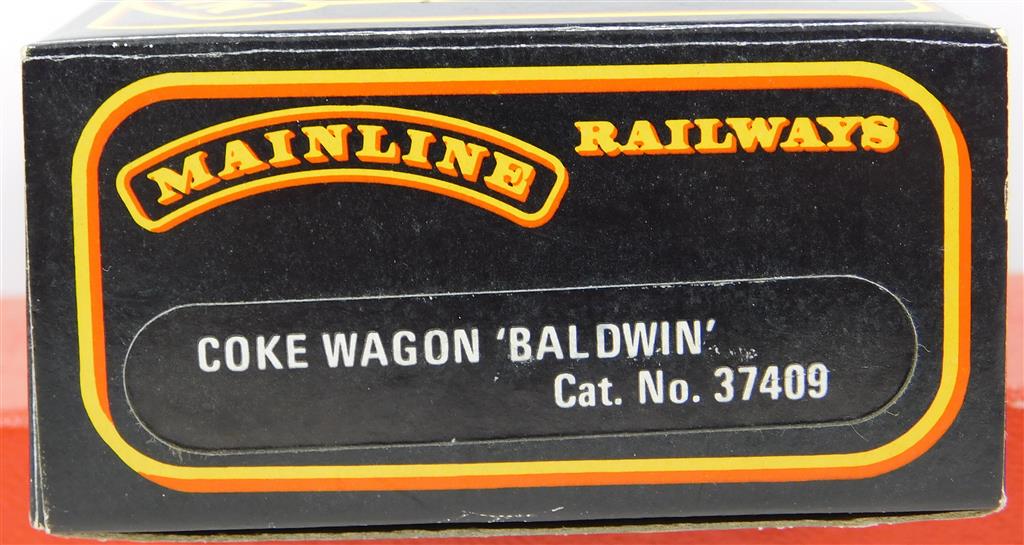 MAINLINE RAILWAYS
COKE WAGON 'BALDWIN'
Cat. No. 37409